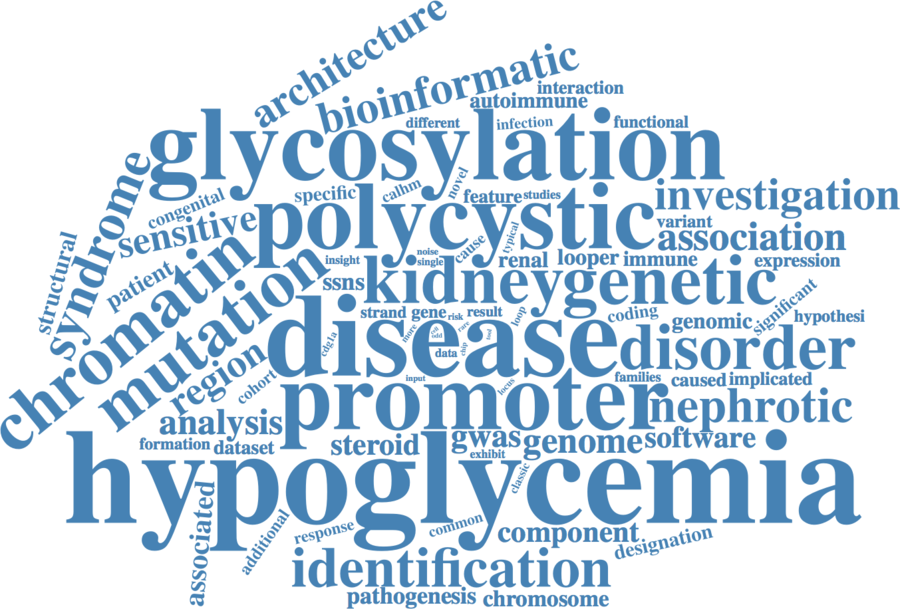 architecture
bioinformatic
interaction
autoimmune
different
infection
functional
glycosylation
syndrome
congenital
specific
calhm
novel
feature
studies
investigation
sensitive
polycystic
variant
association
structural
patient
chromatin
insight
noise
single
cause
typical
renal
looper
immune
expression
ssns
kidney
genetic
mutation
strand
gene
risk
result
loop
coding
genomic
significant
hypothesi
cdg1a
disease
more
data
rare
disorder
region
cohort
input
locus
families
caused
implicated
promoter
nephrotic
analysis
formation
dataset
steroid
gwas
exhibit
genome
software
hypoglycemia
classic
associated
additional
response
common
component
designation
identification
pathogenesis
chromosome